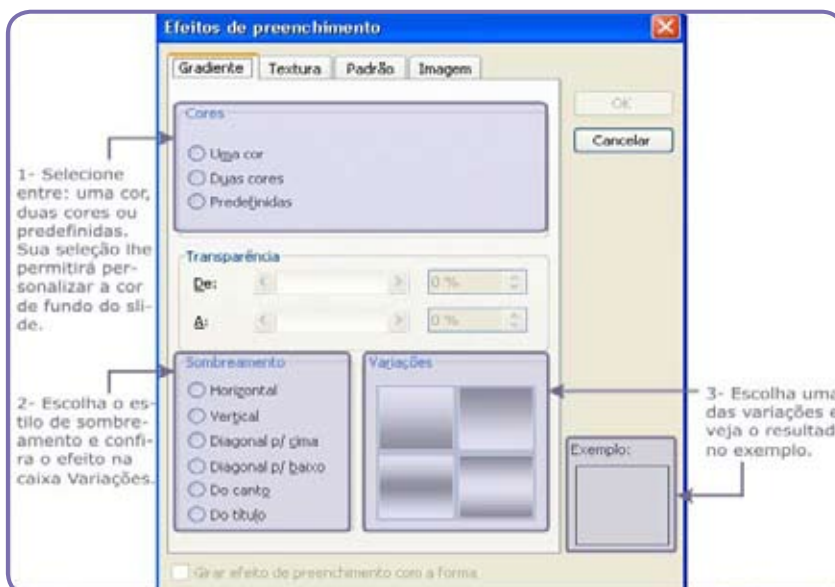 Efeitos de preenchimento
Gradiente Textura Padrão Imagem
Cores
Uma cor
Duas cores
Predefinidas
OK
Cancelar
1- Selecione
entre: uma cor,
duas cores ou
predefinidas.
Sua seleção lhe
permitirá per-
sonalizar a cor
de fundo do sli-
de.
Transparência
De: 0 %
A: 0 %
Sombreamento
Horizontal
Vertical
Diagonal p/ cima
Diagonal p/ baixo
Do canto
Do título
Variações
2- Escolha o es-
tilo de sombre-
amento e confi-
ra o efeito na
caixa Variações.
3- Escolha uma
das variações e
veja o resultad
no exemplo.
Exemplo:
Girar efeito de preenchimento com a forma